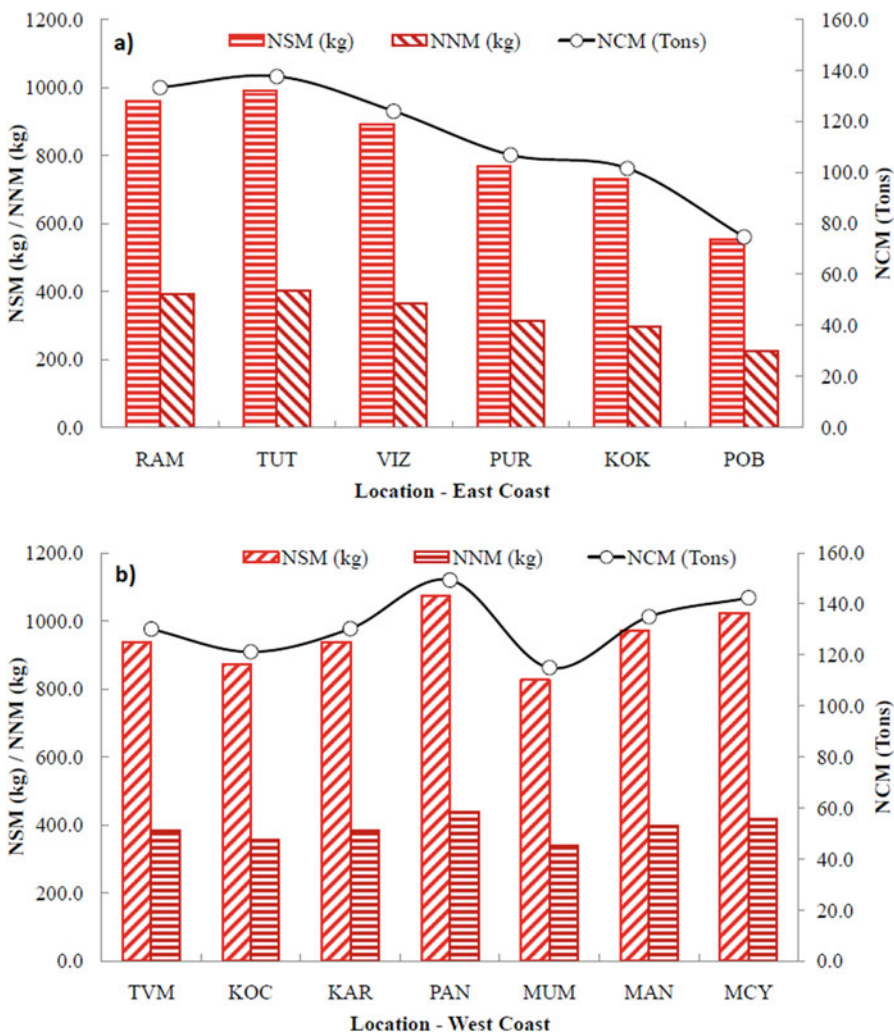 a)
NSM (kg) NNM (kg) NCM (Tons)
1200.0
1000.0
800.0
600.0
400.0
200.0
0.0
NSM (kg) / NNM (kg)
160.0
140.0
120.0
100.0
80.0
60.0
40.0
20.0
0.0
NCM (Tons)
RAM TUT VIZ PUR KOK POB
Location - East Coast
b)
NSM (kg) NNM (kg) NCM (Tons)
1200.0
1000.0
800.0
600.0
400.0
200.0
0.0
NSM (kg) / NNM (kg)
160.0
140.0
120.0
100.0
80.0
60.0
40.0
20.0
0.0
NCM (Tons)
TVM KOC KAR PAN MUM MAN MCY
Location - West Coast